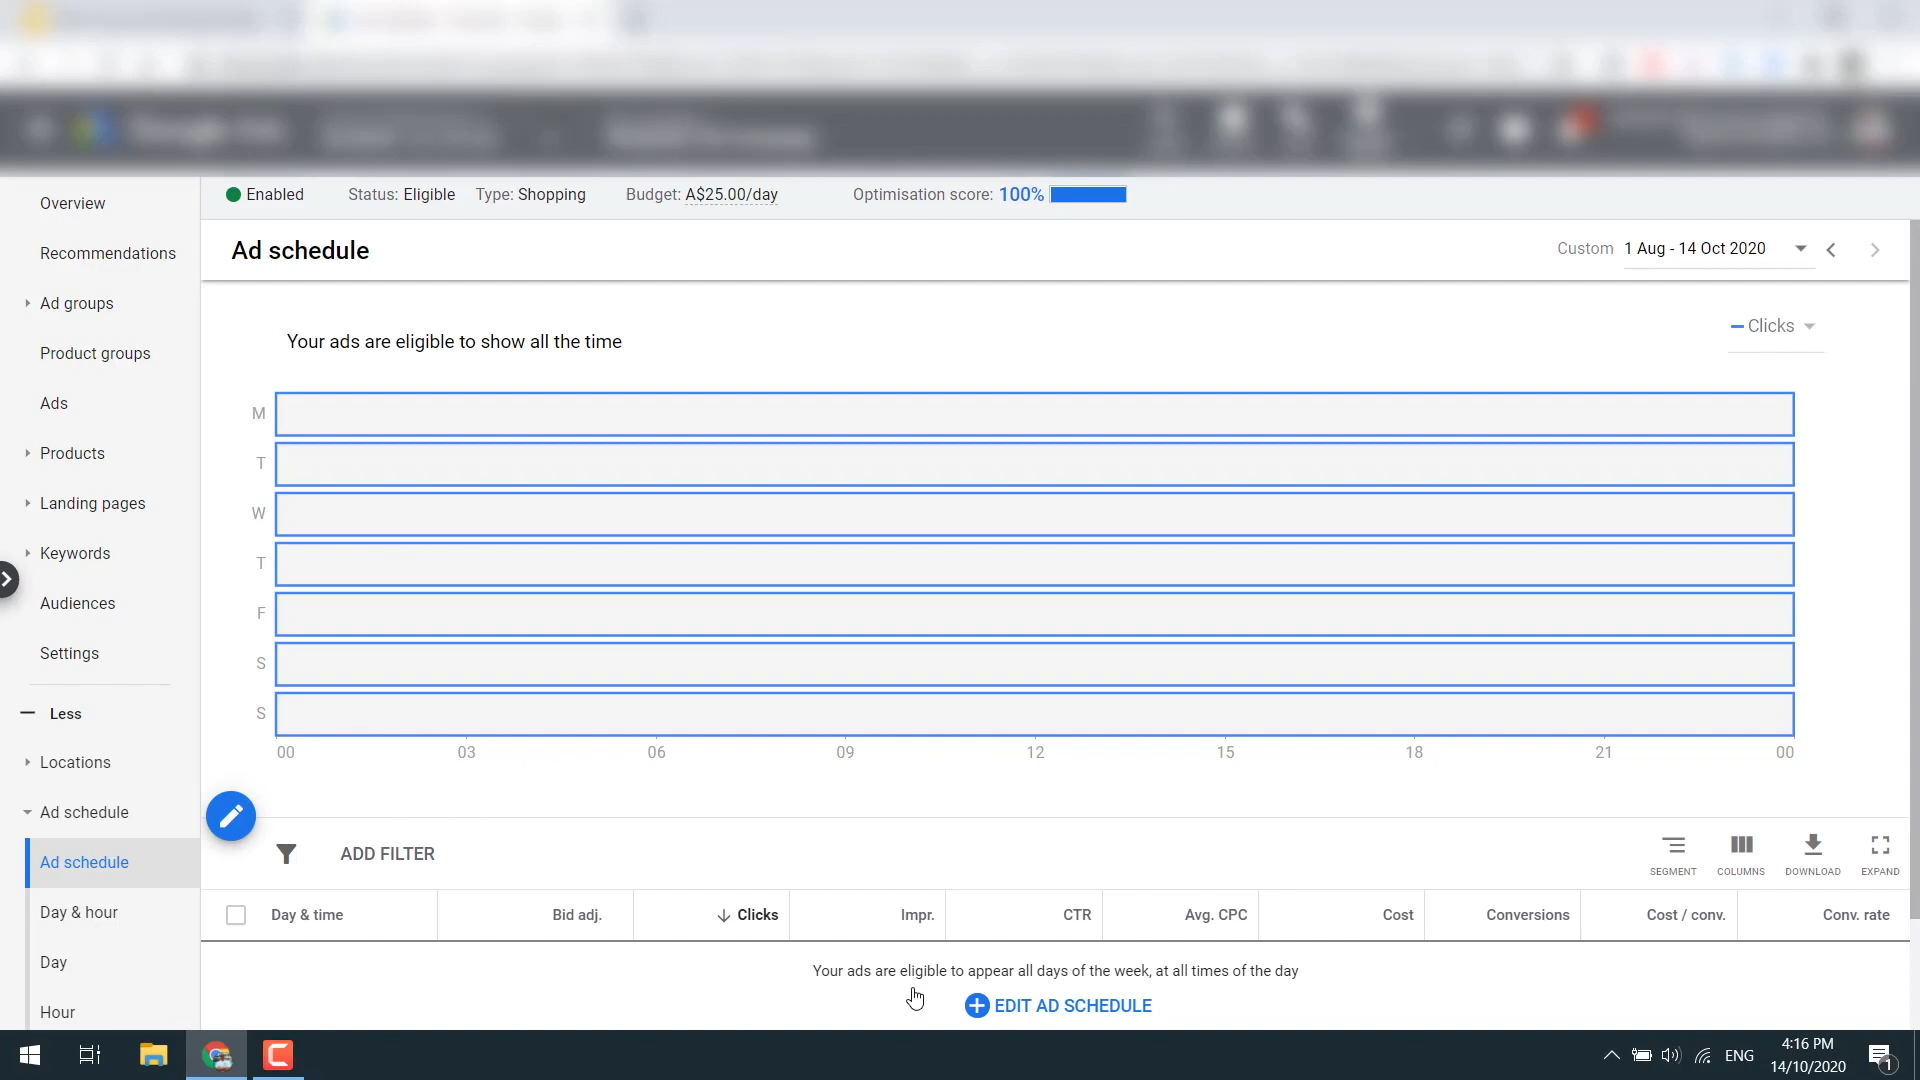 Enabled Status: Eligible Type: Shopping Budget: A$25.00/day Optimisation score: 100%
Overview
Recommendations
Ad groups
Product groups
Ads
Products
Landing pages
Keywords
Audiences
Settings
Less
Locations
Ad schedule
Ad schedule
Day & hour
Day
Hour
Ad schedule
Custom 1 Aug - 14 Oct 2020
Your ads are eligible to show all the time
Clicks
M
T
W
T
F
S
S
00 03 06 09 12 15 18 21 00
ADD FILTER
SEGMENT COLUMNS DOWNLOAD EXPAND
Day & time Bid adj. Clicks Impr. CTR Avg. CPC Cost Conversions Cost / conv. Conv. rate
Your ads are eligible to appear all days of the week, at all times of the day
EDIT AD SCHEDULE
ENG
4:16 PM
14/10/2020
1